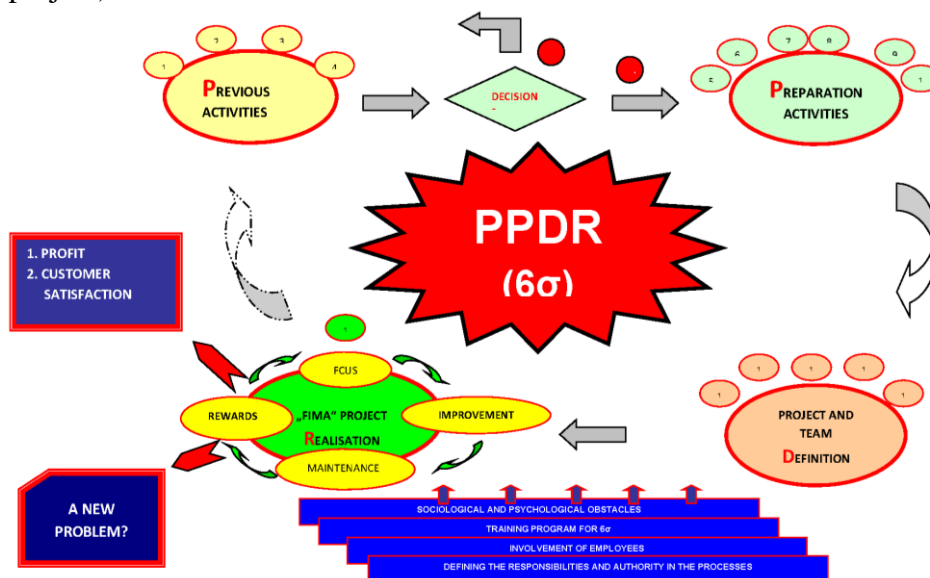 1
2
3
4
PREVIOUS
ACTIVITIES
DECISION
5
6
7
8
9
1
PREPARATION
ACTIVITIES
PPDR
(6σ)
1. PROFIT
2. CUSTOMER
SATISFACTION
1
FCUS
REWARDS
„FIMA“ PROJECT
REALISATION
IMPROVEMENT
MAINTENANCE
1
1
1
1
1
PROJECT AND
TEAM
DEFINITION
A NEW
PROBLEM?
SOCIOLOGICAL AND PSYCHOLOGICAL OBSTACLES
TRAINING PROGRAM FOR 6σ
INVOLVEMENT OF EMPLOYEES
DEFINING THE RESPONSIBILITIES AND AUTHORITY IN THE PROCESSES